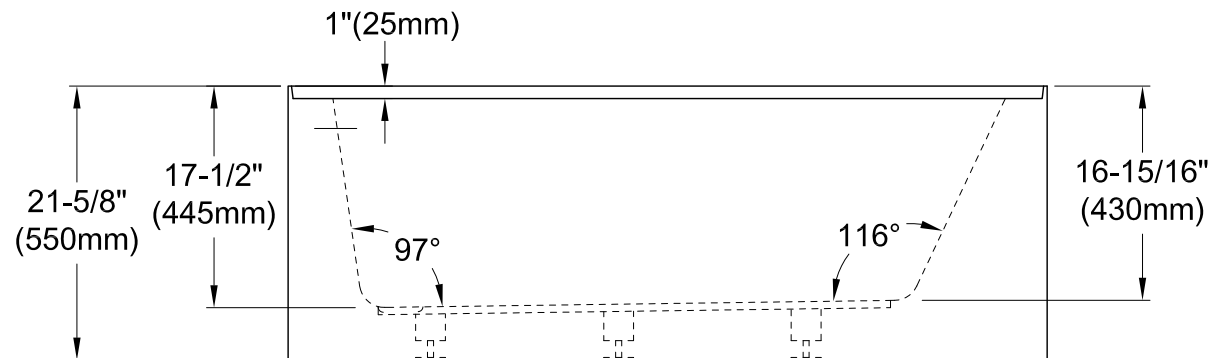 1"(25mm)
17-1/2"
(445mm)
21-5/8"
(550mm)
16-15/16"
(430mm)
97°
116°